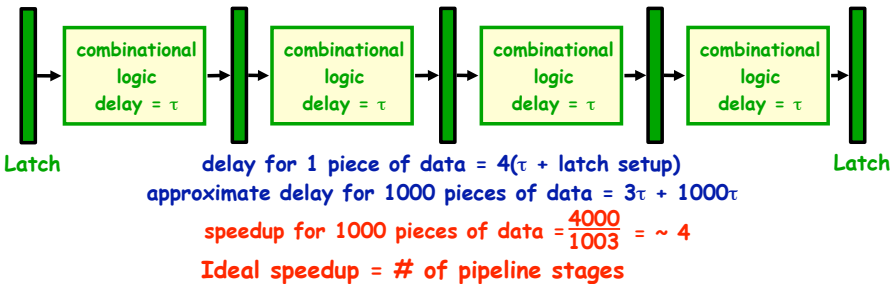 combinational logic delay = τ
combinational logic delay = τ
combinational logic delay = τ
combinational logic delay = τ
Latch
Latch
delay for 1 piece of data = 4(τ + latch setup)
approximate delay for 1000 pieces of data = 3τ + 1000τ
speedup for 1000 pieces of data = 4000/1003 = ~ 4
Ideal speedup = # of pipeline stages